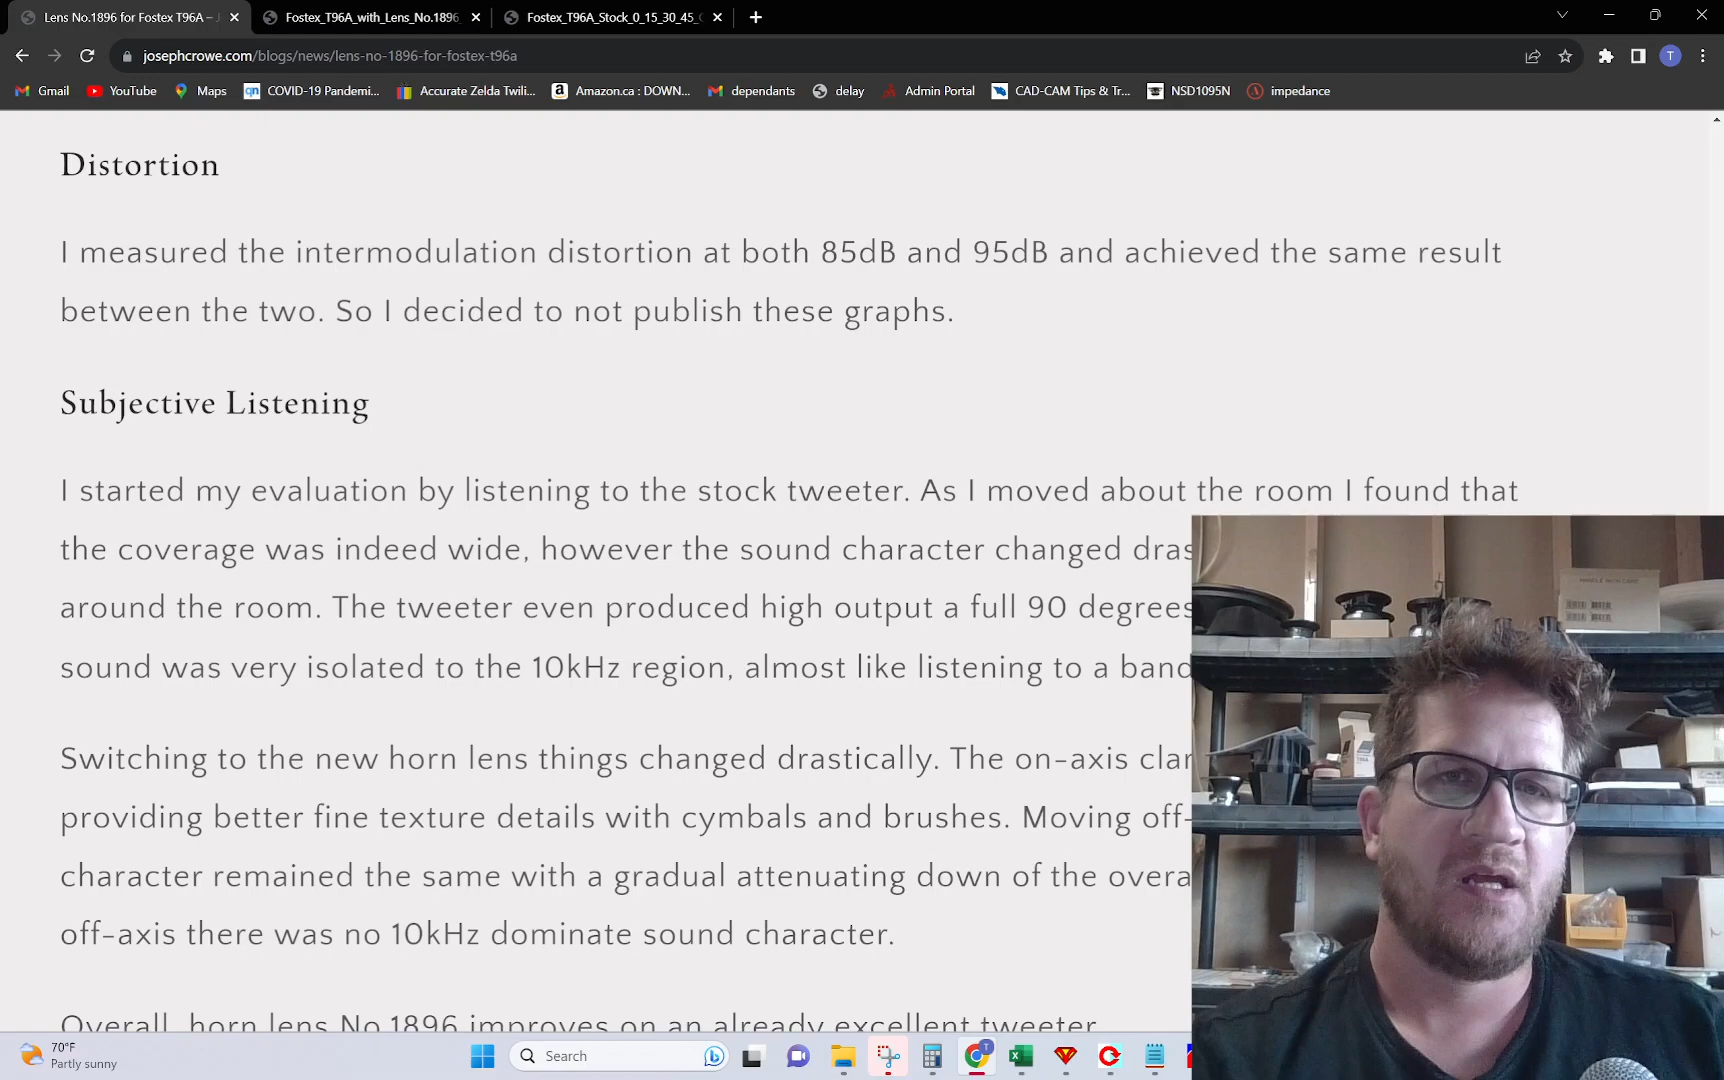 Lens No.1896 for Fostex T96A –
Fostex_T96A_with_Lens_No.1896_
Fostex_T96A_Stock_0_15_30_45_
josephcrowe.com/blogs/news/lens-no-1896-for-fostex-t96a
T
Gmail
YouTube
Maps
COVID-19 Pandemi...
Accurate Zelda Twili...
Amazon.ca : DOWN...
dependants
delay
Admin Portal
CAD-CAM Tips & Tr...
NSD1095N
impedance
Distortion
I measured the intermodulation distortion at both 85dB and 95dB and achieved the same result
between the two. So I decided to not publish these graphs.
Subjective Listening
I started my evaluation by listening to the stock tweeter. As I moved about the room I found that
the coverage was indeed wide, however the sound character changed dras
around the room. The tweeter even produced high output a full 90 degrees
sound was very isolated to the 10kHz region, almost like listening to a band
Switching to the new horn lens things changed drastically. The on-axis clar
providing better fine texture details with cymbals and brushes. Moving off-
character remained the same with a gradual attenuating down of the overa
off-axis there was no 10kHz dominate sound character.
Overall, horn lens No.1896 improves on an already excellent tweeter
70°F
Partly sunny
Search